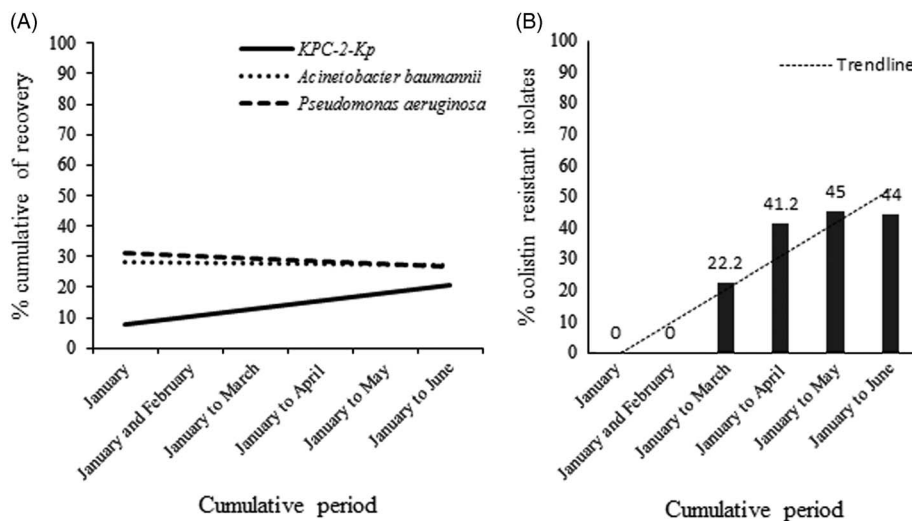 (A)
100
90
80
70
60
50
40
30
20
10
0
% cumulative of recovery
KPC-2-Kp
Acinetobacter baumannii
Pseudomonas aeruginosa
January
January and February
January to March
January to April
January to May
January to June
Cumulative period
(B)
100
90
80
70
60
50
40
30
20
10
0
% colistin resistant isolates
Trendline
0
0
22.2
41.2
45
44
January
January and February
January to March
January to April
January to May
January to June
Cumulative period